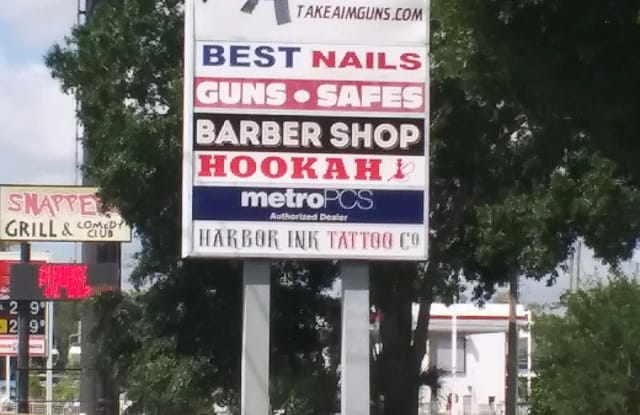 TAKEAIMGUNS.COM
BEST NAILS
GUNS • SAFES
BARBER SHOP
HOOKAH
metroPCS
Authorized Dealer
HARBOR INK TATTOO CO
SNAPPE
GRILL & COMEDY
CLUB